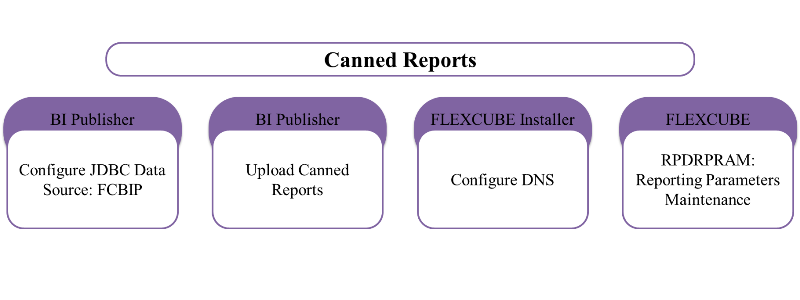 Canned Reports
BI Publisher
Configure JDBC Data
Source: FCBIP
BI Publisher
Upload Canned
Reports
FLEXCUBE Installer
Configure DNS
FLEXCUBE
RPDRPRAM:
Reporting Parameters
Maintenance